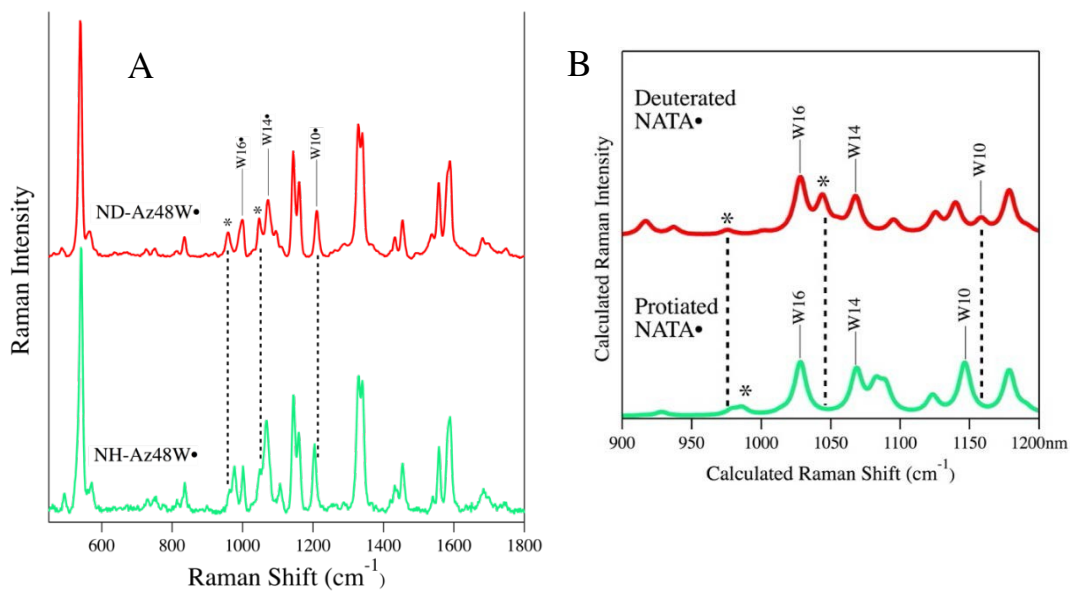 A
Raman Intensity
W16•
W14•
W10•
*
*
ND-Az48W•
NH-Az48W•
600
800
1000
1200
1400
1600
1800
Raman Shift (cm-1)
B
Calculated Raman Intensity
Deuterated
NATA•
W16
W14
W10
*
*
Protiated
NATA•
W16
W14
W10
*
900
950
1000
1050
1100
1150
1200nm
Calculated Raman Shift (cm-1)